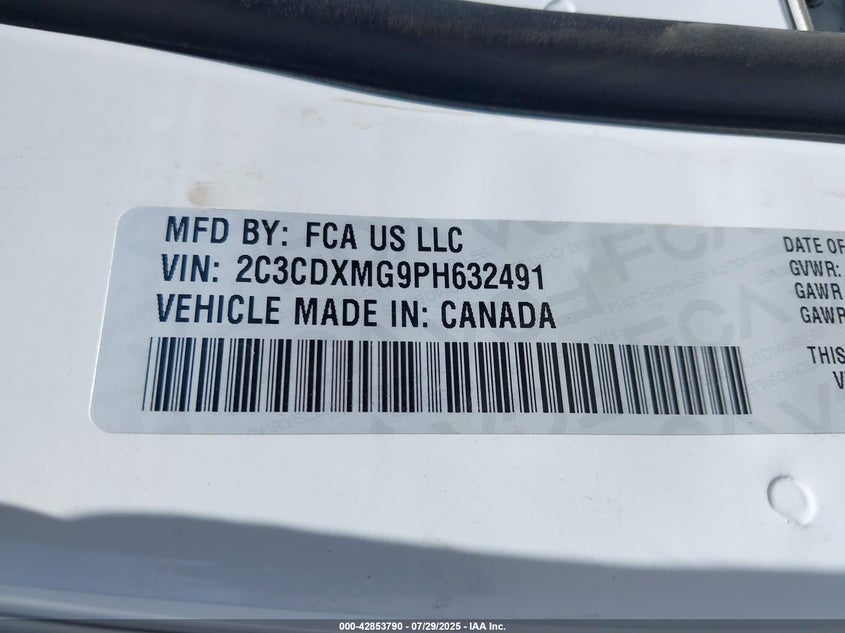 MFD BY: FCA US LLC
VIN: 2C3CDXMG9PH632491
VEHICLE MADE IN: CANADA
DATE OF
GVWR:
GAWR
GAWR
THIS
000-42853790 - 07/29/2025 - IAA Inc.